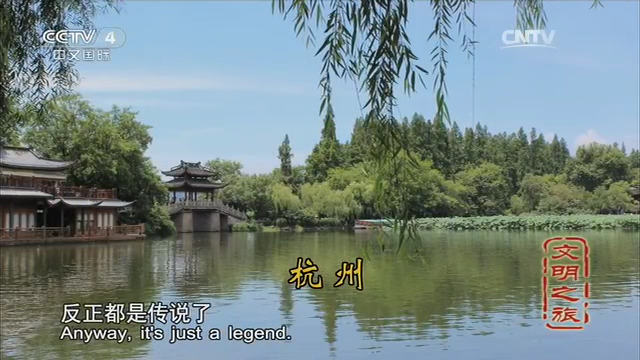 CCTV 4
中文国际
CNTV
文明之旅
杭州
反正都是传说了
Anyway, it's just a legend.